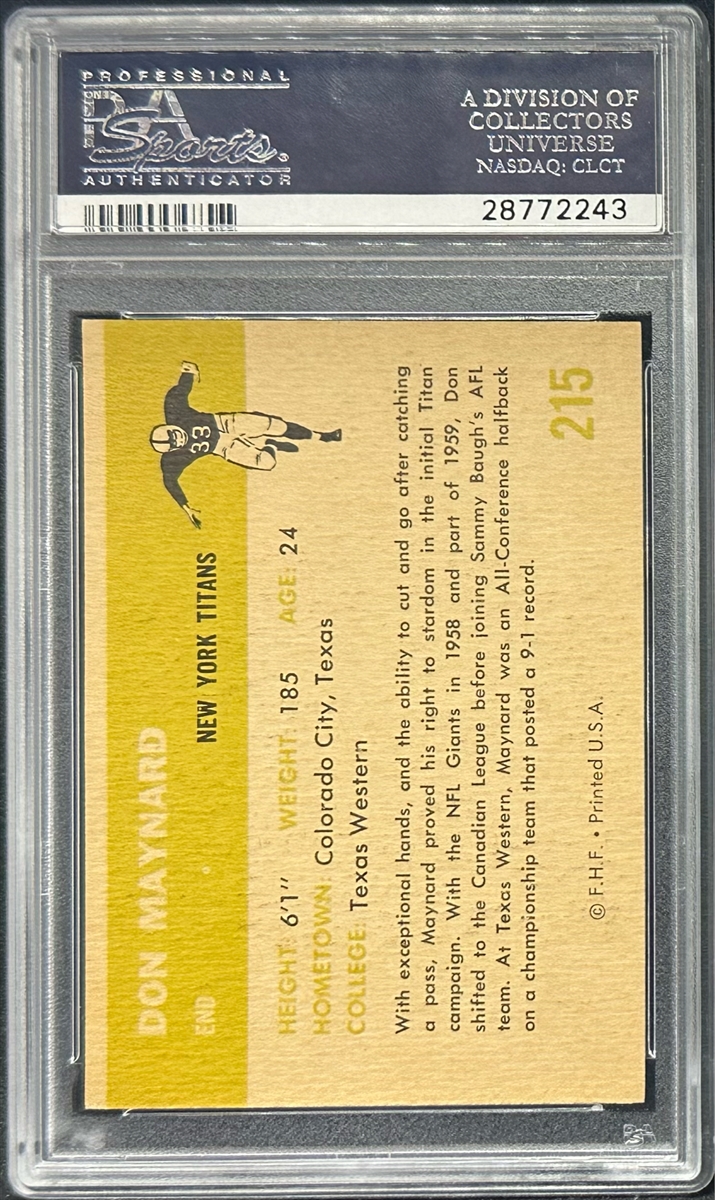 PROFESSIONAL
PSA
Sports.
AUTHENTICATOR
A DIVISION OF
COLLECTORS
UNIVERSE
NASDAQ: CLCT
28772243
DON MAYNARD
END
NEW YORK TITANS
33
HEIGHT: 6'1" WEIGHT: 185 AGE: 24
HOMETOWN: Colorado City, Texas
COLLEGE: Texas Western
With exceptional hands, and the ability to cut and go after catching
a pass, Maynard proved his right to stardom in the initial Titan
campaign. With the NFL Giants in 1958 and part of 1959, Don
shifted to the Canadian League before joining Sammy Baugh's AFL
team. At Texas Western, Maynard was an All-Conference halfback
on a championship team that posted a 9-1 record.
215
© F.H.F. • Printed U.S.A.